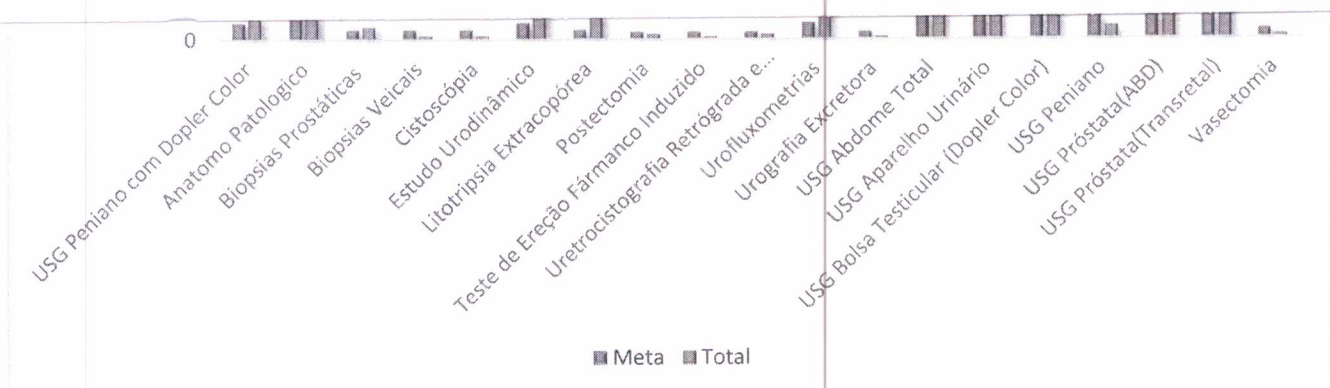 0
USG Peniano com Dopler Color
Anatomo Patologico
Biopsias Prostáticas
Biopsias Veicais
Cistoscópia
Estudo Urodinâmico
Litotripsia Extracopórea
Postectomia
Teste de Ereção Fármanco Induzido
Uretrocistografia Retrógrada e...
Urofluxometrias
Urografia Excretora
USG Abdome Total
USG Aparelho Urinário
USG Bolsa Testicular (Dopler Color)
USG Peniano
USG Próstata(ABD)
USG Próstata(Transretal)
Vasectomia
Meta Total